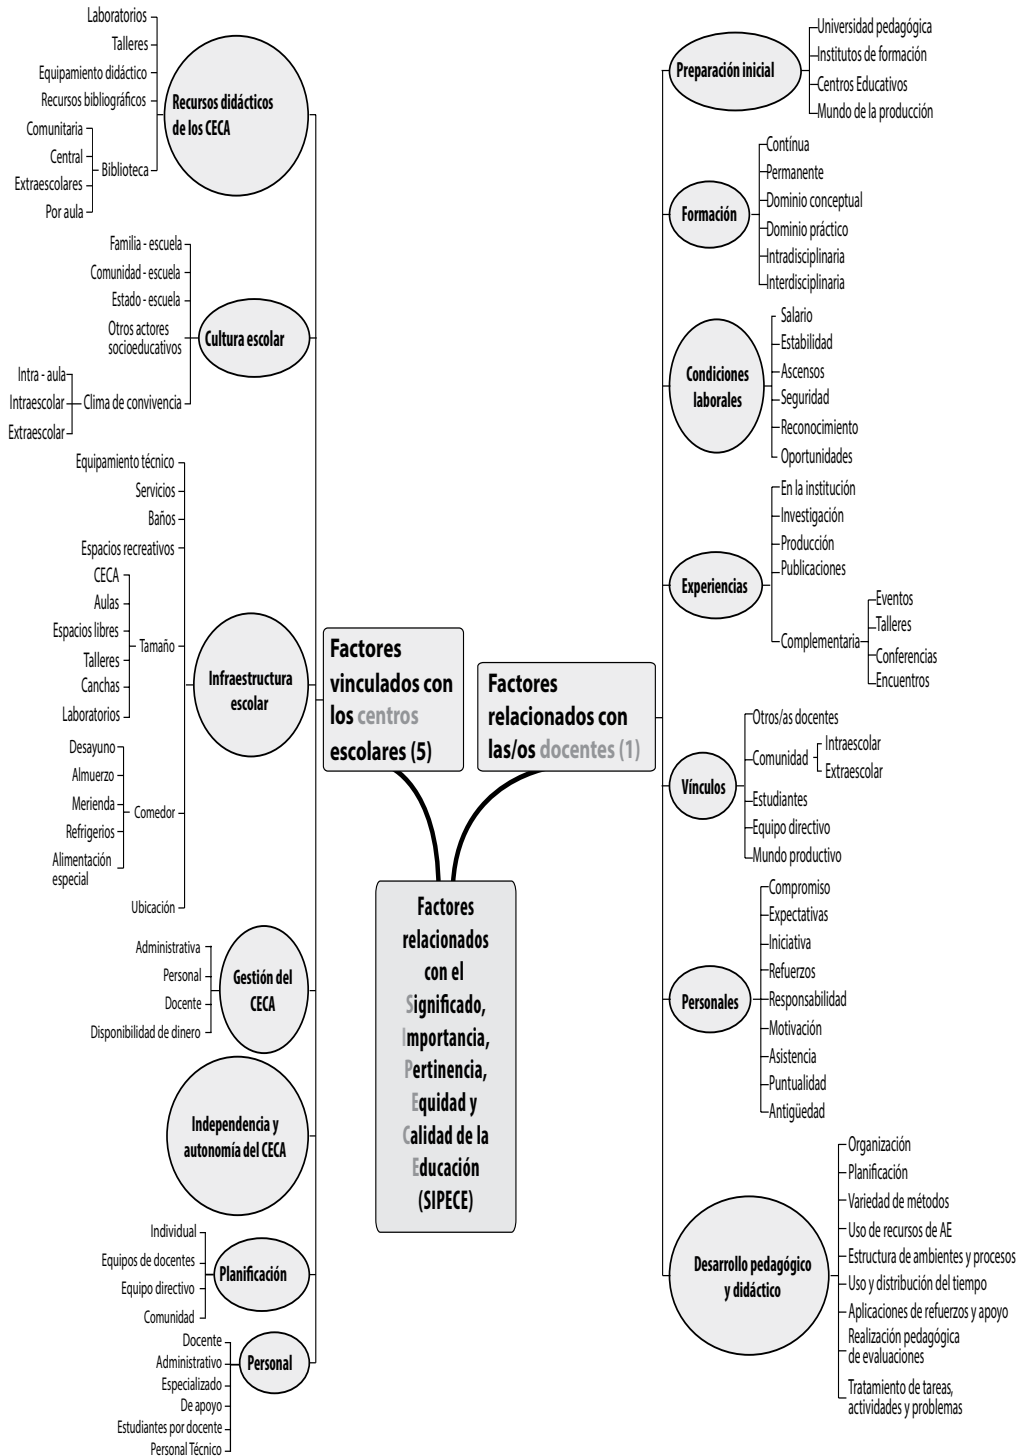 Laboratorios
Talleres
Equipamiento didáctico
Recursos bibliográficos
Comunitaria
Central
Extraescolares
Por aula
Biblioteca
Recursos didácticos
de los CECA
Familia - escuela
Comunidad - escuela
Estado - escuela
Otros actores
socioeducativos
Intra - aula
Intraescolar
Extraescolar
Clima de convivencia
Cultura escolar
Equipamiento técnico
Servicios
Baños
Espacios recreativos
CECA
Aulas
Espacios libres
Talleres
Canchas
Laboratorios
Tamaño
Desayuno
Almuerzo
Merienda
Refrigerios
Alimentación
especial
Comedor
Ubicación
Infraestructura
escolar
Administrativa
Personal
Docente
Disponibilidad de dinero
Gestión del
CECA
Independencia y
autonomía del CECA
Individual
Equipos de docentes
Equipo directivo
Comunidad
Planificación
Docente
Administrativo
Especializado
De apoyo
Estudiantes por docente
Personal Técnico
Personal
Factores
vinculados con
los centros
escolares (5)
Factores
relacionados con
las/os docentes (1)
Factores
relacionados
con el
Significado,
Importancia,
Pertinencia,
Equidad y
Calidad de la
Educación
(SIPECE)
Preparación inicial
Universidad pedagógica
Institutos de formación
Centros Educativos
Mundo de la producción
Formación
Contínua
Permanente
Dominio conceptual
Dominio práctico
Intradisciplinaria
Interdisciplinaria
Condiciones
laborales
Salario
Estabilidad
Ascensos
Seguridad
Reconocimiento
Oportunidades
Experiencias
En la institución
Investigación
Producción
Publicaciones
Complementaria
Eventos
Talleres
Conferencias
Encuentros
Vínculos
Otros/as docentes
Comunidad
Intraescolar
Extraescolar
Estudiantes
Equipo directivo
Mundo productivo
Personales
Compromiso
Expectativas
Iniciativa
Refuerzos
Responsabilidad
Motivación
Asistencia
Puntualidad
Antigüedad
Desarrollo pedagógico
y didáctico
Organización
Planificación
Variedad de métodos
Uso de recursos de AE
Estructura de ambientes y procesos
Uso y distribución del tiempo
Aplicaciones de refuerzos y apoyo
Realización pedagógica
de evaluaciones
Tratamiento de tareas,
actividades y problemas